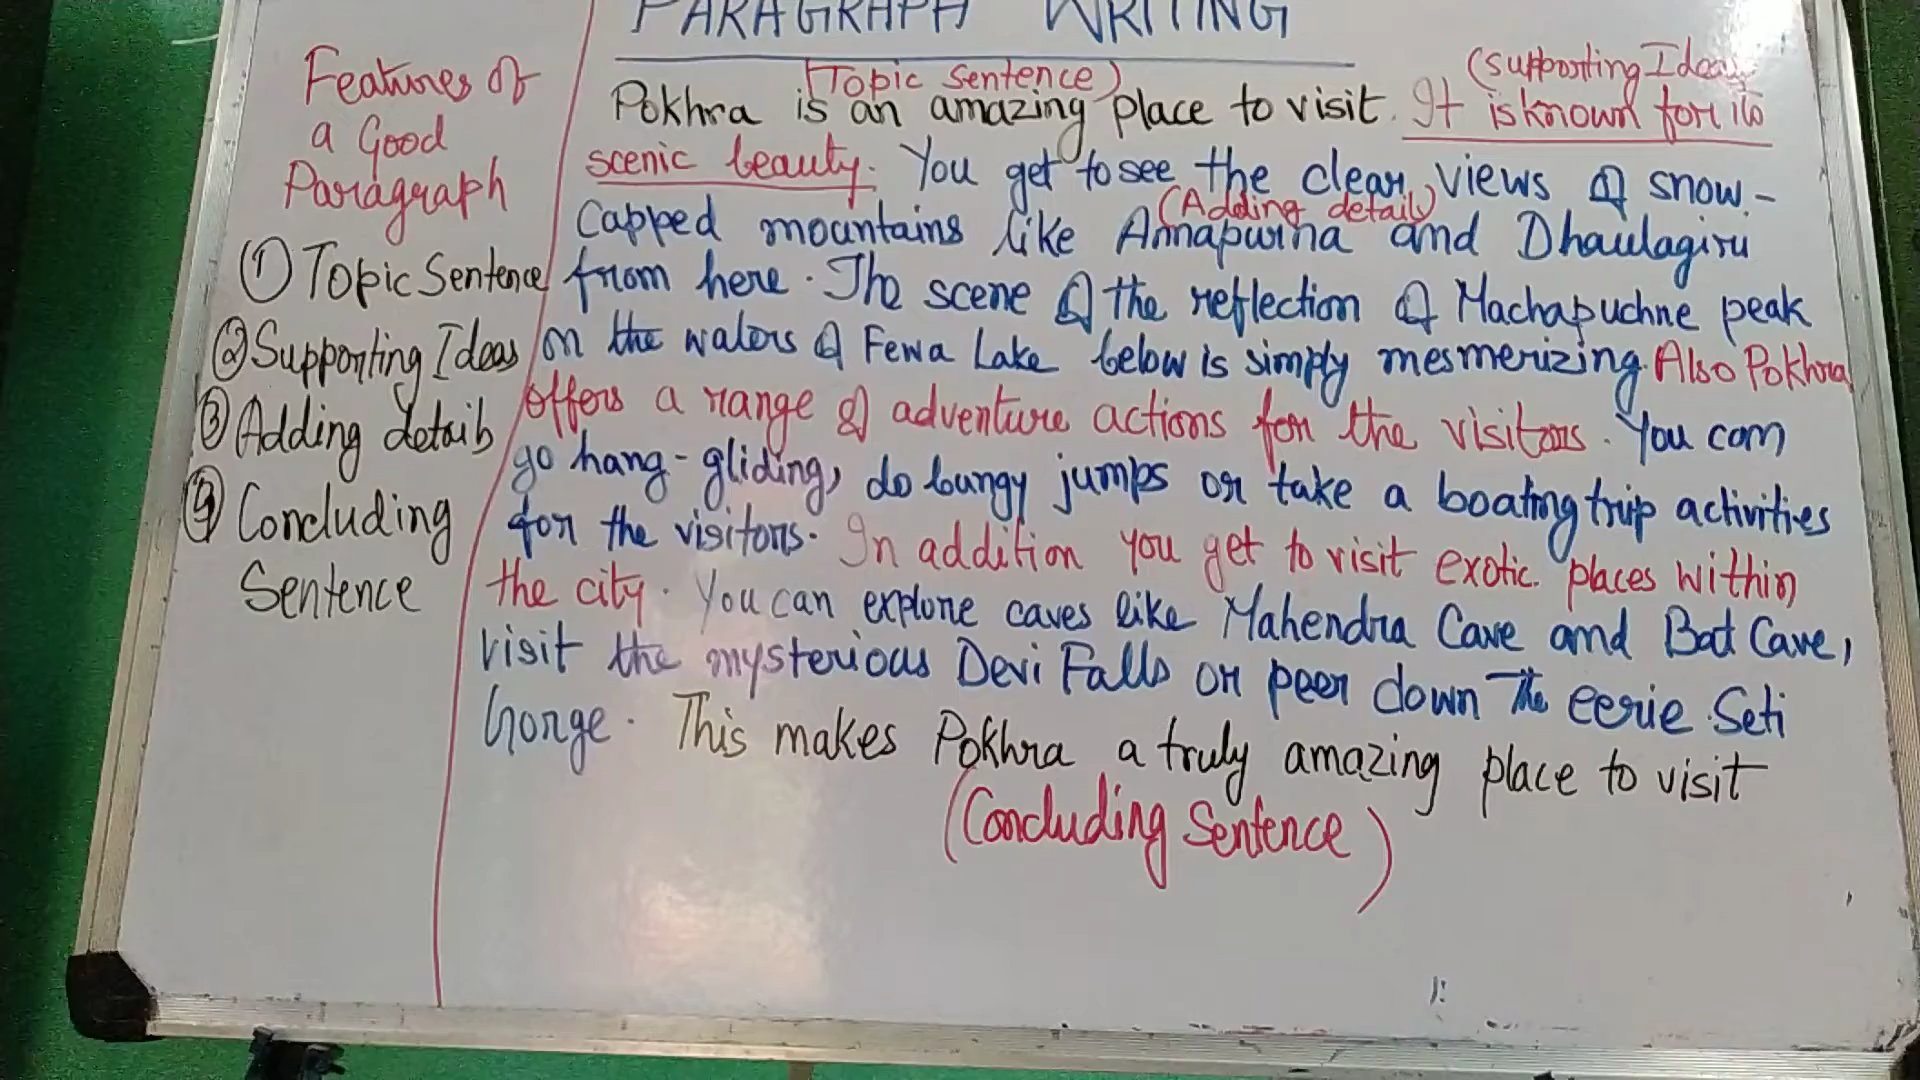 PARAGRAPH WRITING
Features of
a Good
Paragraph
① Topic Sentence
② Supporting Ideas
③ Adding details
④ Concluding
Sentence
(Topic Sentence)
(supporting Ideas
Pokhra is an amazing place to visit. It is known for its
scenic beauty. You get to see the clear views of snow-
(Adding detail)
Capped mountains like Annapurna and Dhaulagiru
from here. The scene of the reflection of Machapuchne peak
on the waters of Fewa Lake below is simply mesmerizing. Also Pokhra
offers a range of adventure actions for the visitors. You can
go hang-gliding, do bungy jumps or take a boating trip activities
for the visitors. In addition you get to visit exotic places within
the city. You can explore caves like Mahendra Cave and Bat Cave,
visit the mysterious Devi Falls or peer down The eerie Seti
Gorge. This makes Pokhra a truly amazing place to visit
(Concluding Sentence)